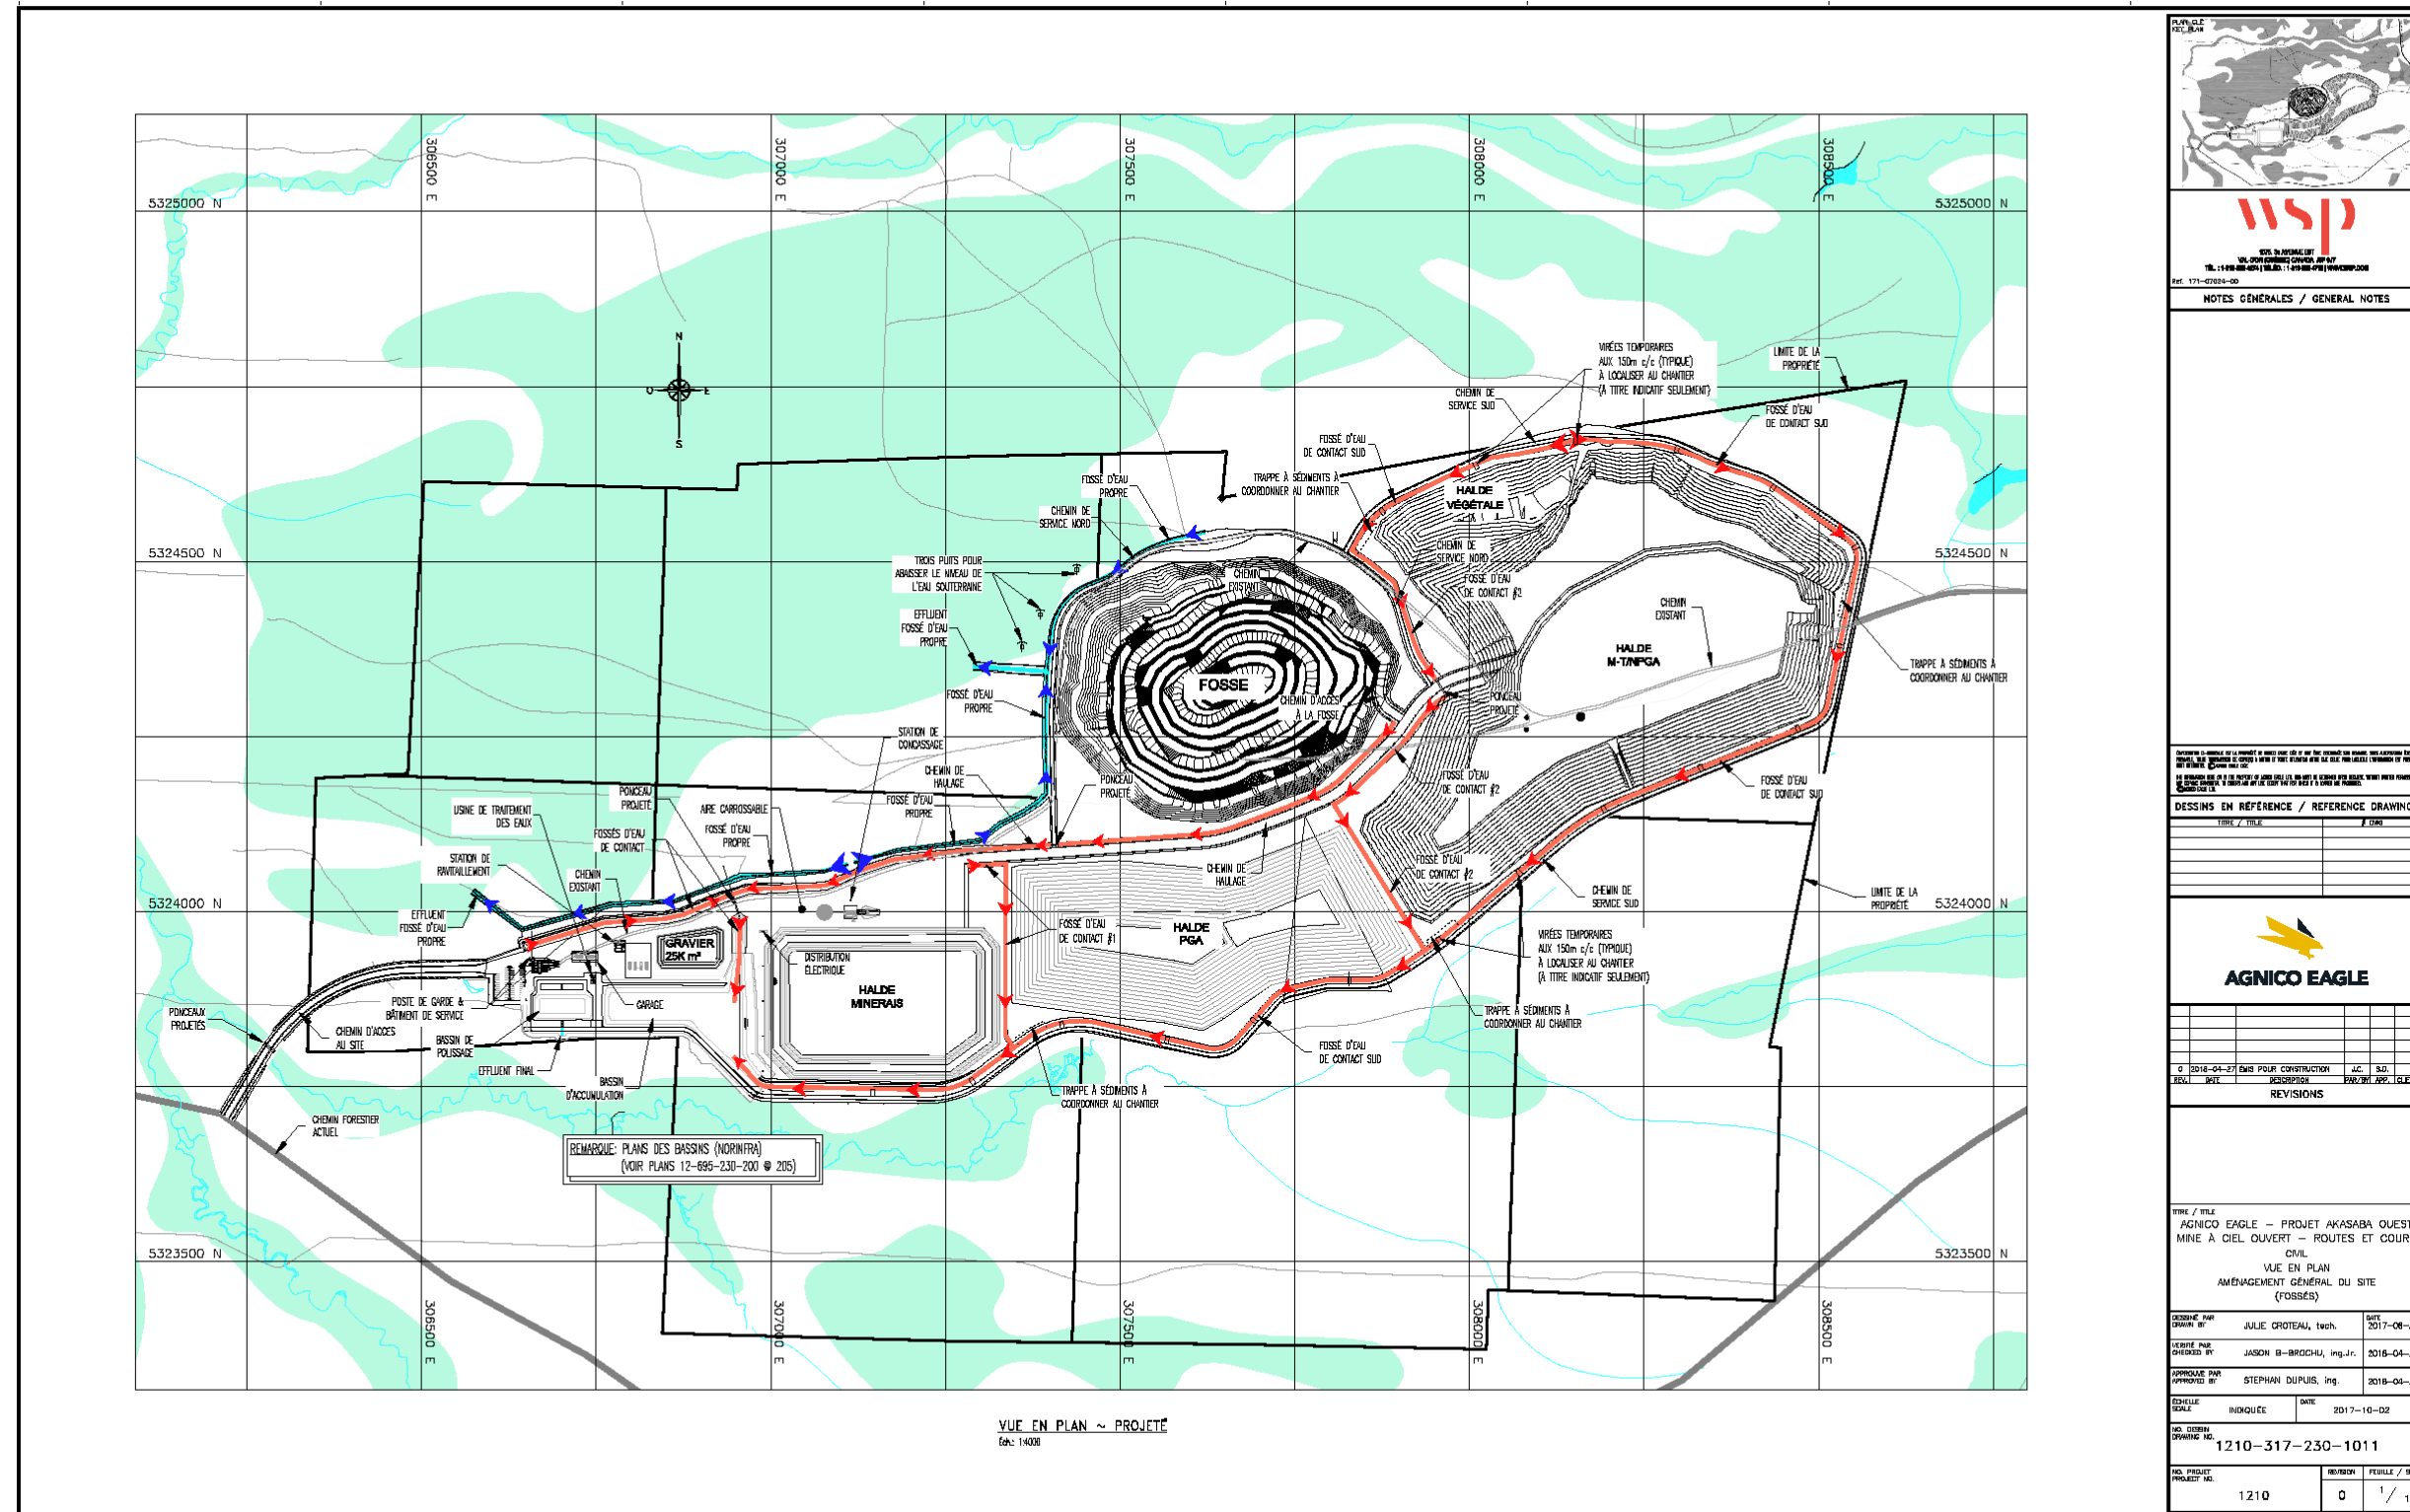 5325000 N
306500 E
307000 E
307500 E
308000 E
308500 E
5325000 N
N
O
E
S
VIRÉES TEMPORAIRES
AUX 150m c/c (TYPIQUE)
À LOCALISER AU CHANTIER
(À TITRE INDICATIF SEULEMENT)
LIMITE DE LA
PROPRIÉTÉ
CHEMIN DE
SERVICE SUD
FOSSÉ D'EAU
DE CONTACT SUD
FOSSÉ D'EAU
DE CONTACT SUD
TRAPPE À SÉDIMENTS À
COORDONNER AU CHANTIER
FOSSÉ D'EAU
PROPRE
HALDE
VÉGÉTALE
CHEMIN DE
SERVICE NORD
5324500 N
TROIS PUITS POUR
ABAISSER LE NIVEAU DE
L'EAU SOUTERRAINE
CHEMIN
EXISTANT
CHEMIN DE
SERVICE NORD
FOSSÉ D'EAU
DE CONTACT #2
5324500 N
EFFLUENT
FOSSÉ D'EAU
PROPRE
CHEMIN
EXISTANT
HALDE
M-T/NPGA
TRAPPE À SÉDIMENTS À
COORDONNER AU CHANTIER
FOSSE
FOSSÉ D'EAU
PROPRE
CHEMIN D'ACCÈS
À LA FOSSE
PONCEAU
PROJETÉ
STATION DE
CONCASSAGE
CHEMIN DE
HAULAGE
PONCEAU
PROJETÉ
FOSSÉ D'EAU
DE CONTACT #2
FOSSÉ D'EAU
DE CONTACT SUD
PONCEAU
PROJETÉ
USINE DE TRAITEMENT
DES EAUX
AIRE CARROSSABLE
FOSSÉ D'EAU
PROPRE
FOSSÉS D'EAU
DE CONTACT
FOSSÉ D'EAU
PROPRE
STATION DE
RAVITAILLEMENT
CHEMIN
EXISTANT
CHEMIN DE
HAULAGE
FOSSÉ D'EAU
DE CONTACT #2
CHEMIN DE
SERVICE SUD
LIMITE DE LA
PROPRIÉTÉ
5324000 N
EFFLUENT
FOSSÉ D'EAU
PROPRE
GRAVIER
25K m³
DISTRIBUTION
ÉLECTRIQUE
FOSSÉ D'EAU
DE CONTACT #1
HALDE
PGA
VIRÉES TEMPORAIRES
AUX 150m c/c (TYPIQUE)
À LOCALISER AU CHANTIER
(À TITRE INDICATIF SEULEMENT)
5324000 N
HALDE
MINERAIS
POSTE DE GARDE &
BÂTIMENT DE SERVICE
GARAGE
TRAPPE À SÉDIMENTS À
COORDONNER AU CHANTIER
PONCEAUX
PROJETÉS
CHEMIN D'ACCÈS
AU SITE
BASSIN DE
POLISSAGE
FOSSÉ D'EAU
DE CONTACT SUD
EFFLUENT FINAL
BASSIN
D'ACCUMULATION
TRAPPE À SÉDIMENTS À
COORDONNER AU CHANTIER
CHEMIN FORESTIER
ACTUEL
REMARQUE: PLANS DES BASSINS (NORINFRA)
(VOIR PLANS 12-695-230-200 @ 205)
5323500 N
5323500 N
306500 E
307000 E
307500 E
308000 E
308500 E
VUE EN PLAN ~ PROJETÉ
Éch.: 1:4000
PLAN CLÉ
KEY PLAN
wsp
Réf. 171-07024-00
NOTES GÉNÉRALES / GENERAL NOTES
DESSINS EN RÉFÉRENCE / REFERENCE DRAWING
TITRE / TITLE
# DWG
AGNICO EAGLE
0 2018-04-27 ÉMIS POUR CONSTRUCTION J.C. S.D.
REV. DATE DESCRIPTION PAR/BY APP.
REVISIONS
TITRE / TITLE
AGNICO EAGLE – PROJET AKASABA OUEST
MINE À CIEL OUVERT – ROUTES ET COUR
CIVIL
VUE EN PLAN
AMÉNAGEMENT GÉNÉRAL DU SITE
(FOSSÉS)
DESSINÉ PAR
DRAWN BY
JULIE CROTEAU, tech.
DATE
2017-06-
VÉRIFIÉ PAR
CHECKED BY
JASON B-BROCHU, ing.Jr.
2018-04-
APPROUVÉ PAR
APPROVED BY
STEPHAN DUPUIS, ing.
2018-04-
ÉCHELLE
SCALE
INDIQUÉE
DATE
2017-10-02
NO. DESSIN
DRAWING NO.
1210-317-230-1011
NO. PROJET
PROJECT NO.
1210
REVISION
0
FEUILLE /
1/1